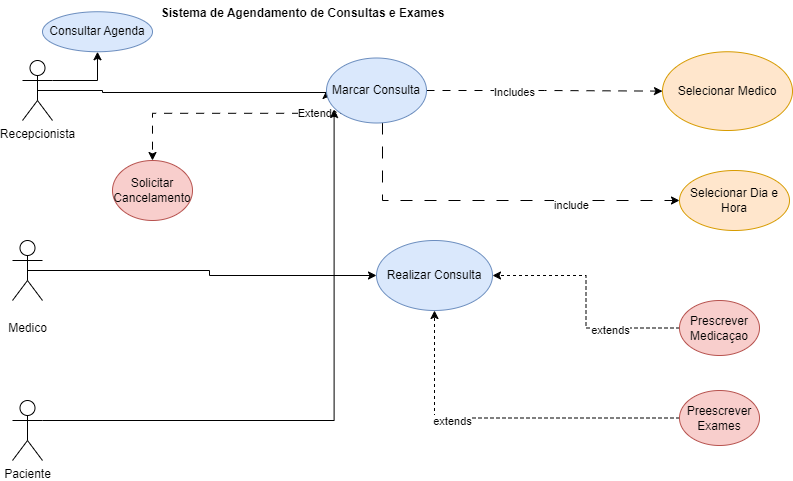 Sistema de Agendamento de Consultas e Exames
Consultar Agenda
Recepcionista
Marcar Consulta
Includes
Selecionar Medico
Extends
Solicitar
Cancelamento
include
Selecionar Dia e
Hora
Medico
Realizar Consulta
extends
Prescrever
Medicaçao
extends
Preescrever
Exames
Paciente